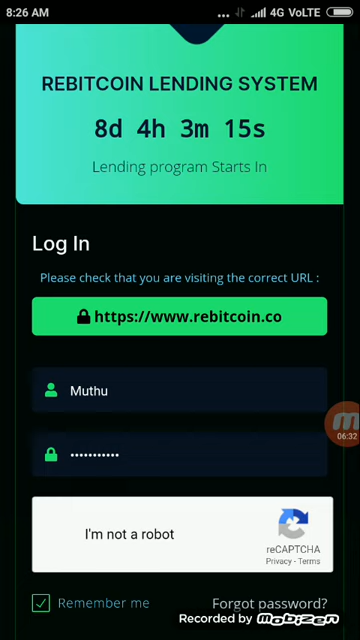 8:26 AM ... 4G VoLTE
REBITCOIN LENDING SYSTEM
8d 4h 3m 15s
Lending program Starts In
Log In
Please check that you are visiting the correct URL :
https://www.rebitcoin.co
Muthu
06:32
•••••••••••
I'm not a robot
reCAPTCHA
Privacy - Terms
Remember me
Forgot password?
Recorded by mobizen